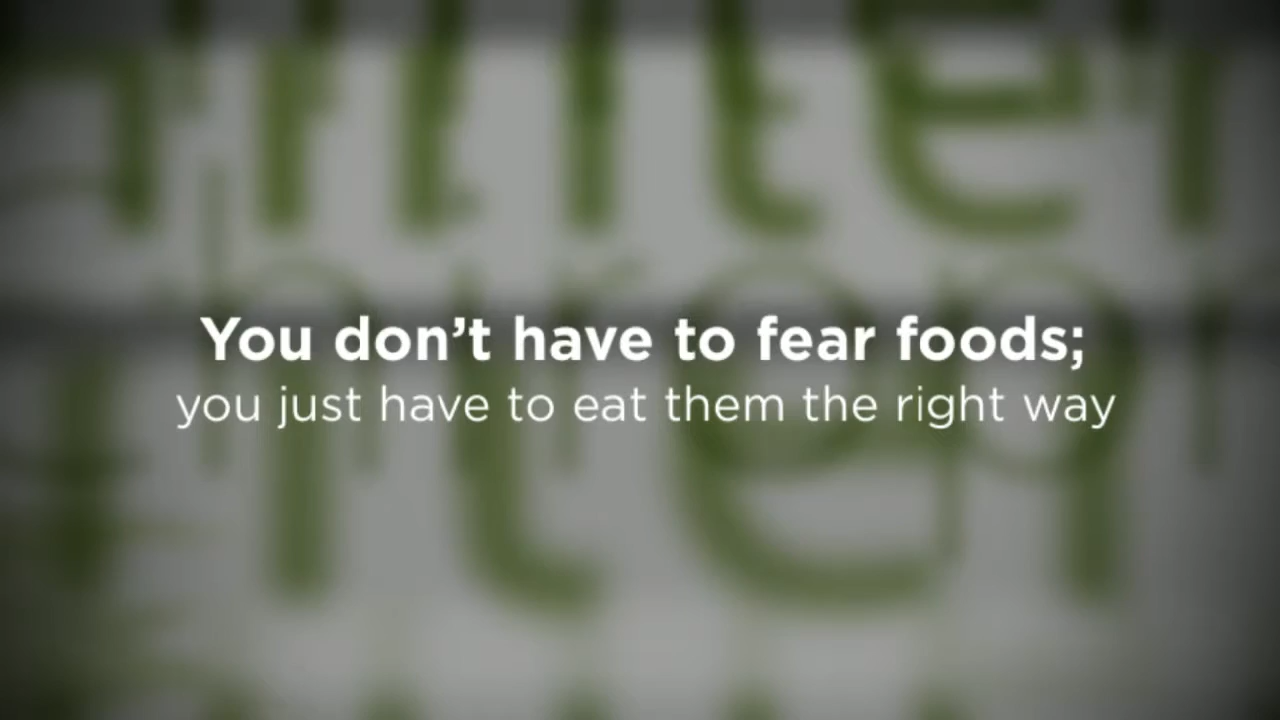 You don’t have to fear foods;
you just have to eat them the right way